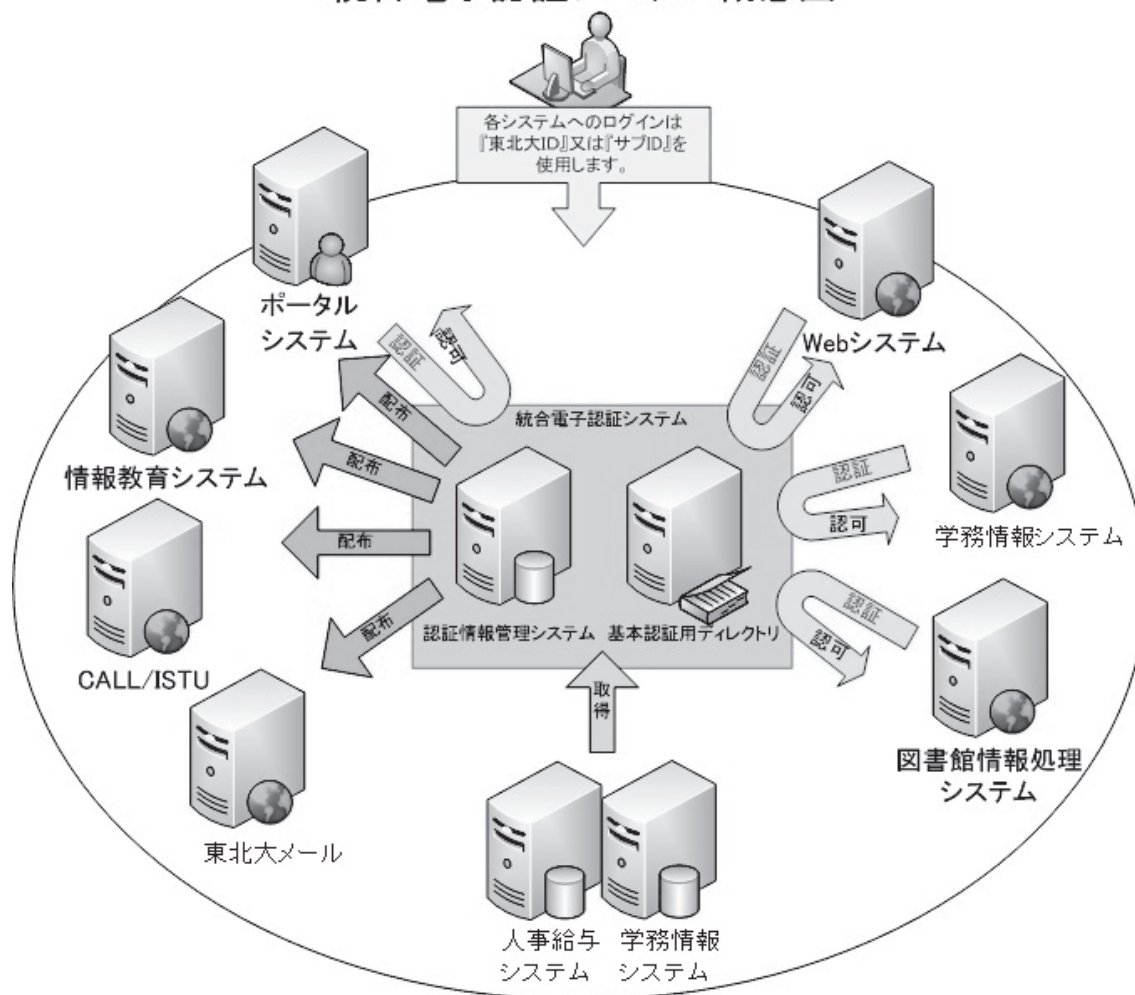 各システムへのログインは
『東北大ID』又は『サブID』を
使用します。
ポータル
システム
Webシステム
認証
認可
認証
認可
配布
統合電子認証システム
情報教育システム
配布
認証
認可
学務情報システム
配布
CALL/ISTU
認証情報管理システム
基本認証用ディレクトリ
認証
認可
配布
取得
図書館情報処理
システム
東北大メール
人事給与
システム
学務情報
システム